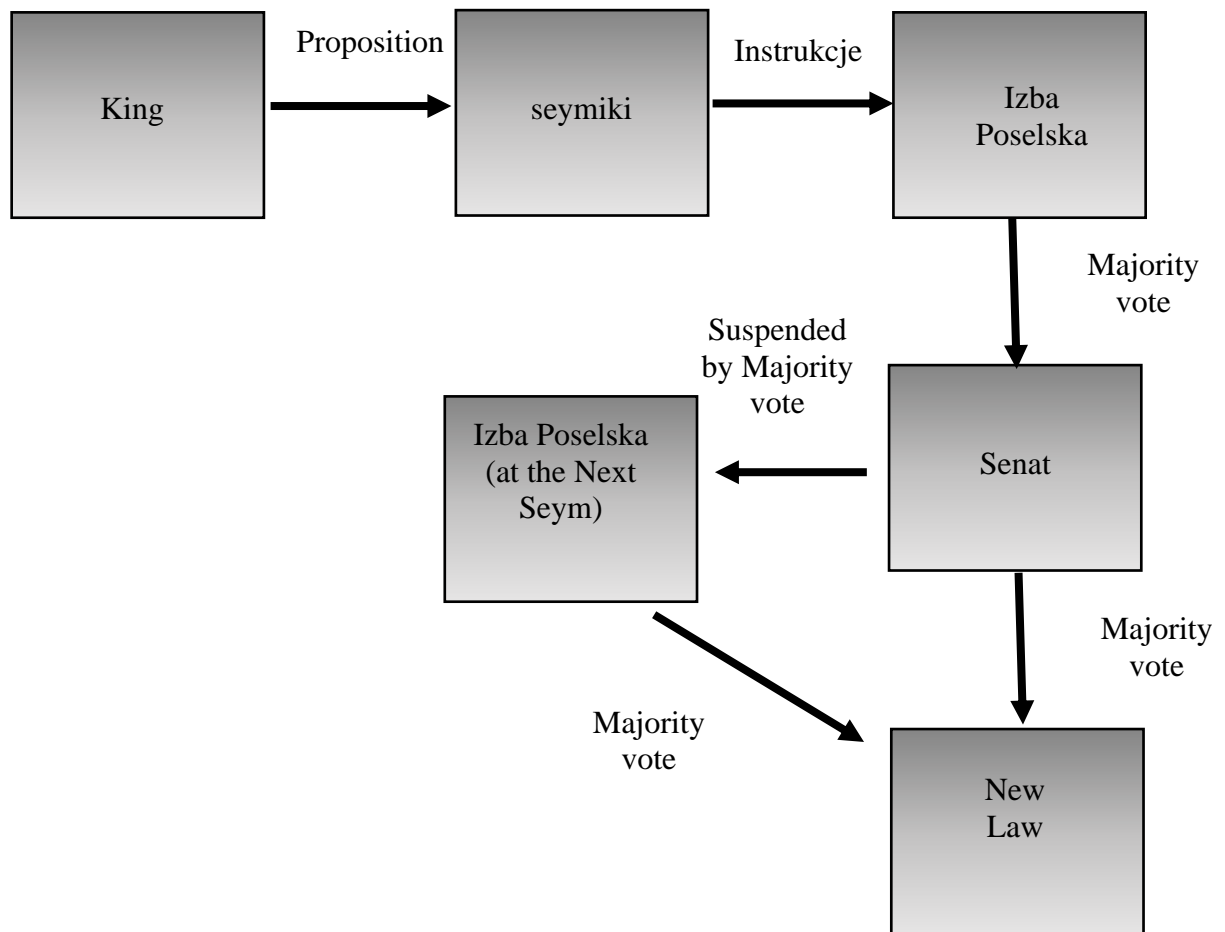 Proposition
Instrukcje
King
seymiki
Izba
Poselska
Majority
vote
Suspended
by Majority
vote
Izba Poselska
(at the Next
Seym)
Senat
Majority
vote
Majority
vote
New
Law